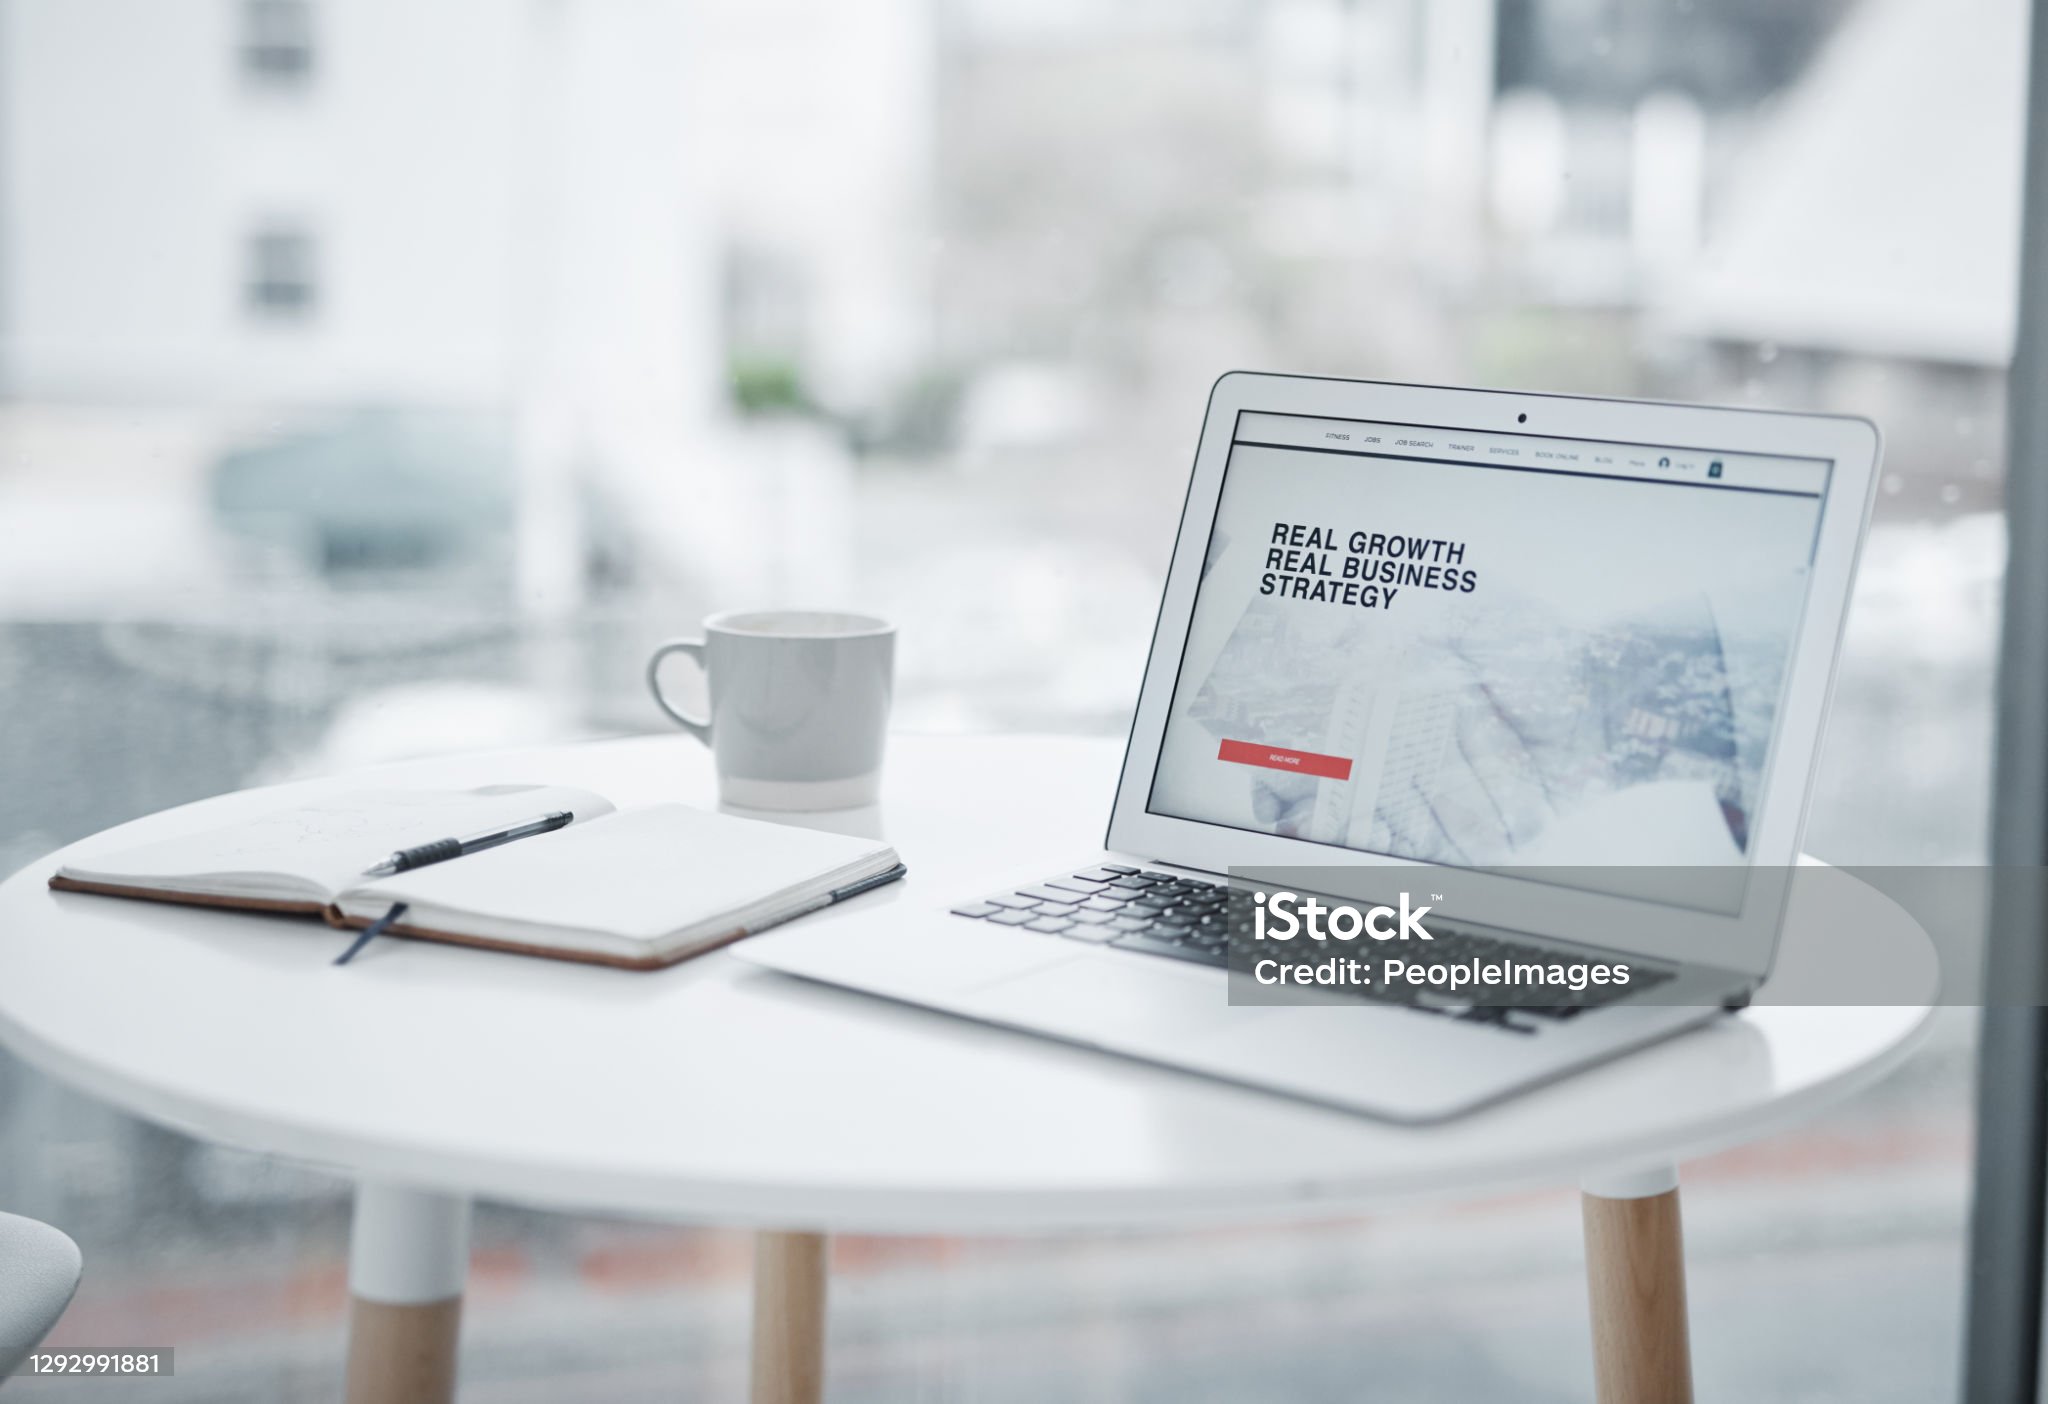 FITNESS JOBS JOB SEARCH TRAINER SERVICES BOOK ONLINE BLOG More Log In
REAL GROWTH
REAL BUSINESS
STRATEGY
READ MORE
iStock™
Credit: PeopleImages
1292991881